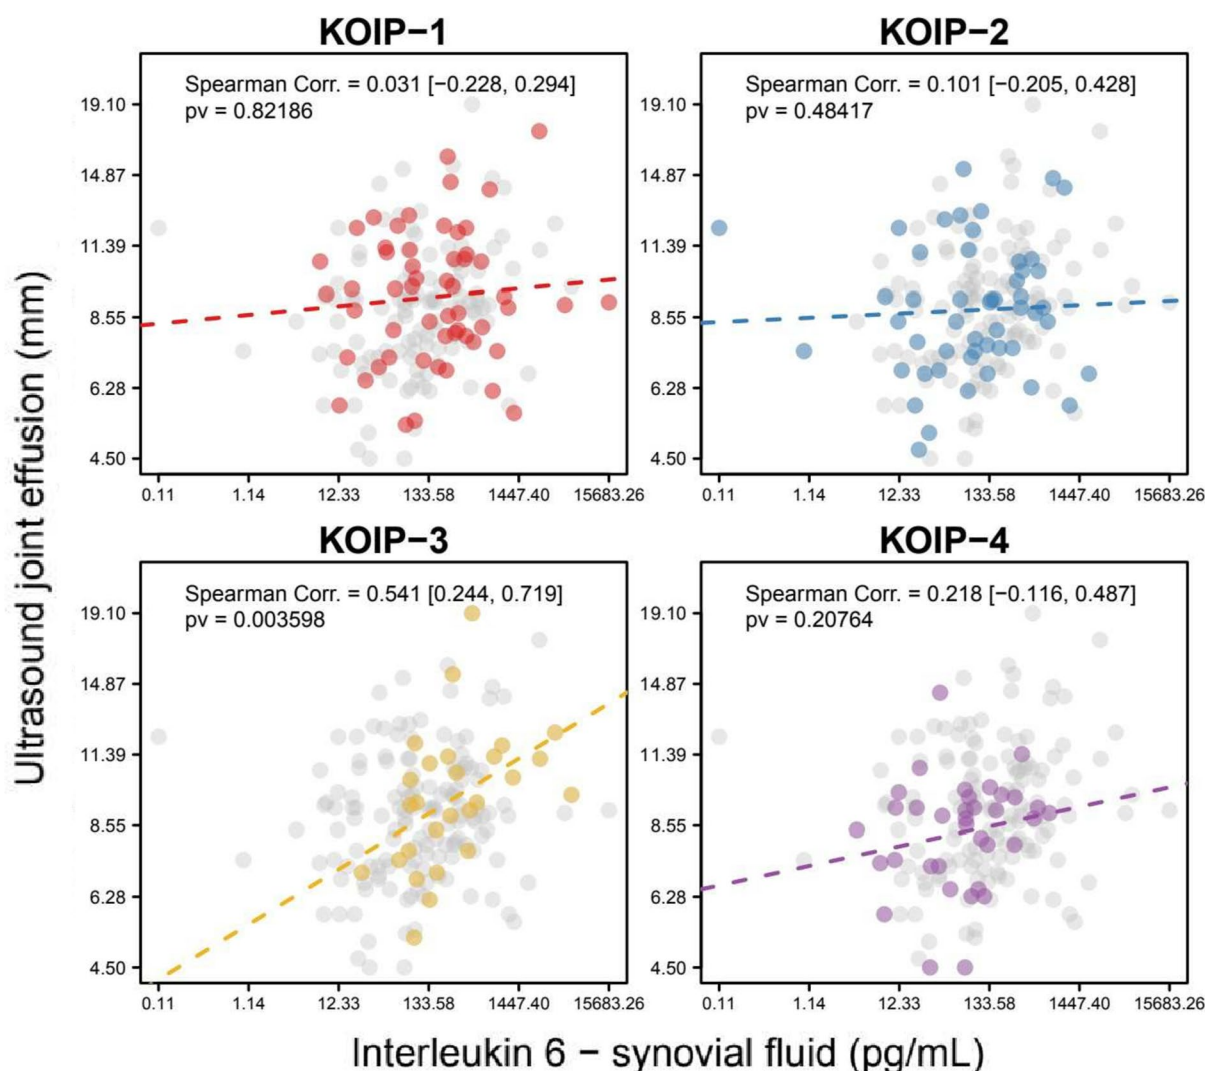 KOIP−1
Spearman Corr. = 0.031 [−0.228, 0.294]
pv = 0.82186
19.10
14.87
11.39
8.55
6.28
4.50
0.11 1.14 12.33 133.58 1447.40 15683.26
KOIP−2
Spearman Corr. = 0.101 [−0.205, 0.428]
pv = 0.48417
19.10
14.87
11.39
8.55
6.28
4.50
0.11 1.14 12.33 133.58 1447.40 15683.26
KOIP−3
Spearman Corr. = 0.541 [0.244, 0.719]
pv = 0.003598
19.10
14.87
11.39
8.55
6.28
4.50
0.11 1.14 12.33 133.58 1447.40 15683.26
KOIP−4
Spearman Corr. = 0.218 [−0.116, 0.487]
pv = 0.20764
19.10
14.87
11.39
8.55
6.28
4.50
0.11 1.14 12.33 133.58 1447.40 15683.26
Ultrasound joint effusion (mm)
Interleukin 6 − synovial fluid (pg/mL)